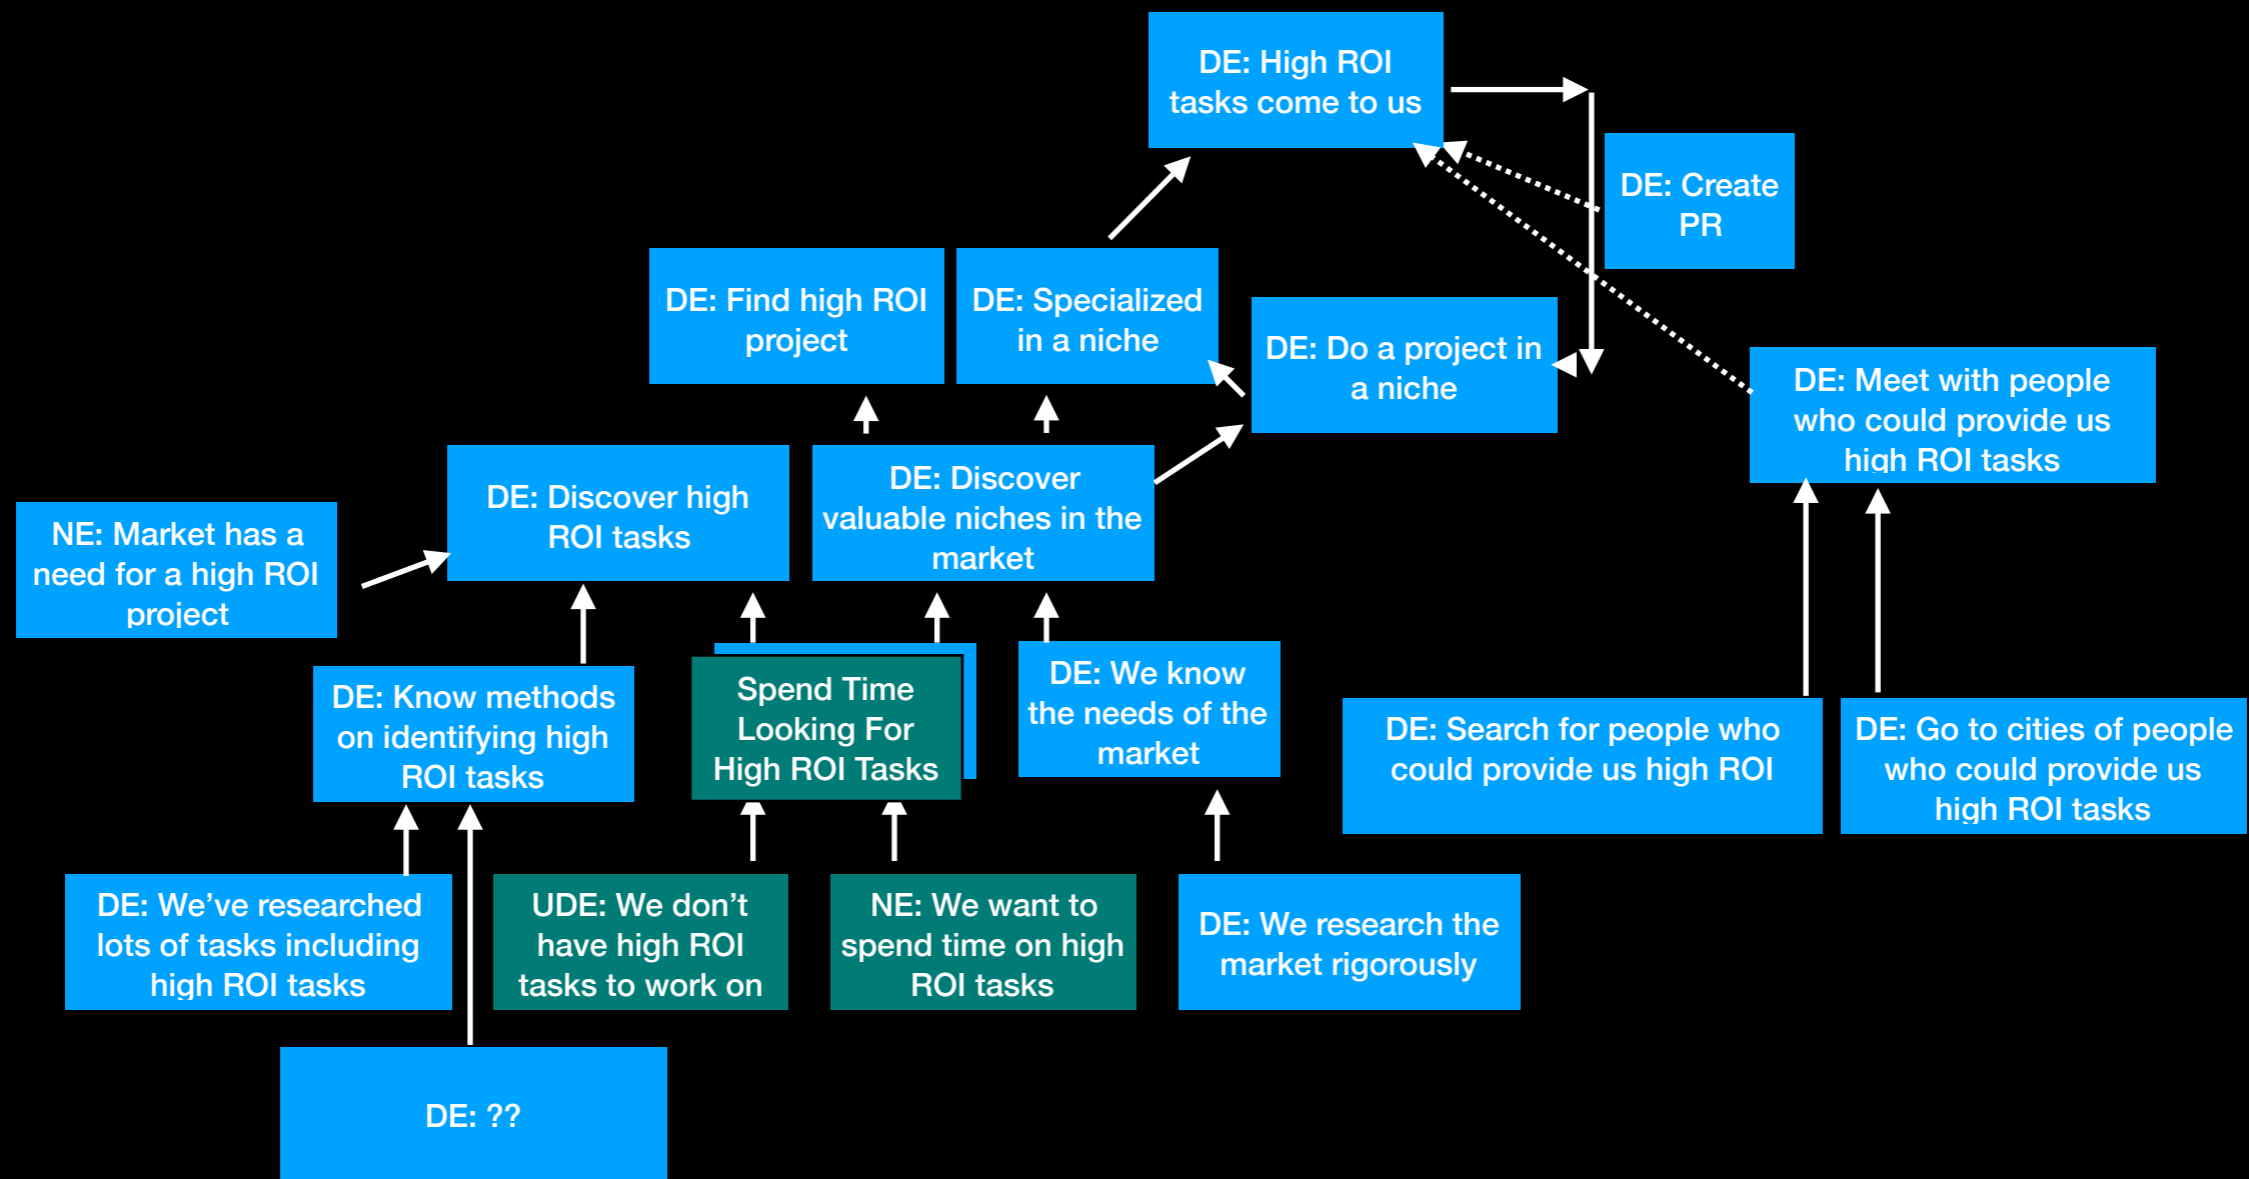 DE: High ROI
tasks come to us
DE: Create
PR
DE: Find high ROI
project
DE: Specialized
in a niche
DE: Do a project in
a niche
DE: Meet with people
who could provide us
high ROI tasks
DE: Discover high
ROI tasks
DE: Discover
valuable niches in the
market
NE: Market has a
need for a high ROI
project
DE: Know methods
on identifying high
ROI tasks
Spend Time
Looking For
High ROI Tasks
DE: We know
the needs of the
market
DE: Search for people who
could provide us high ROI
DE: Go to cities of people
who could provide us
high ROI tasks
DE: We’ve researched
lots of tasks including
high ROI tasks
UDE: We don’t
have high ROI
tasks to work on
NE: We want to
spend time on high
ROI tasks
DE: We research the
market rigorously
DE: ??